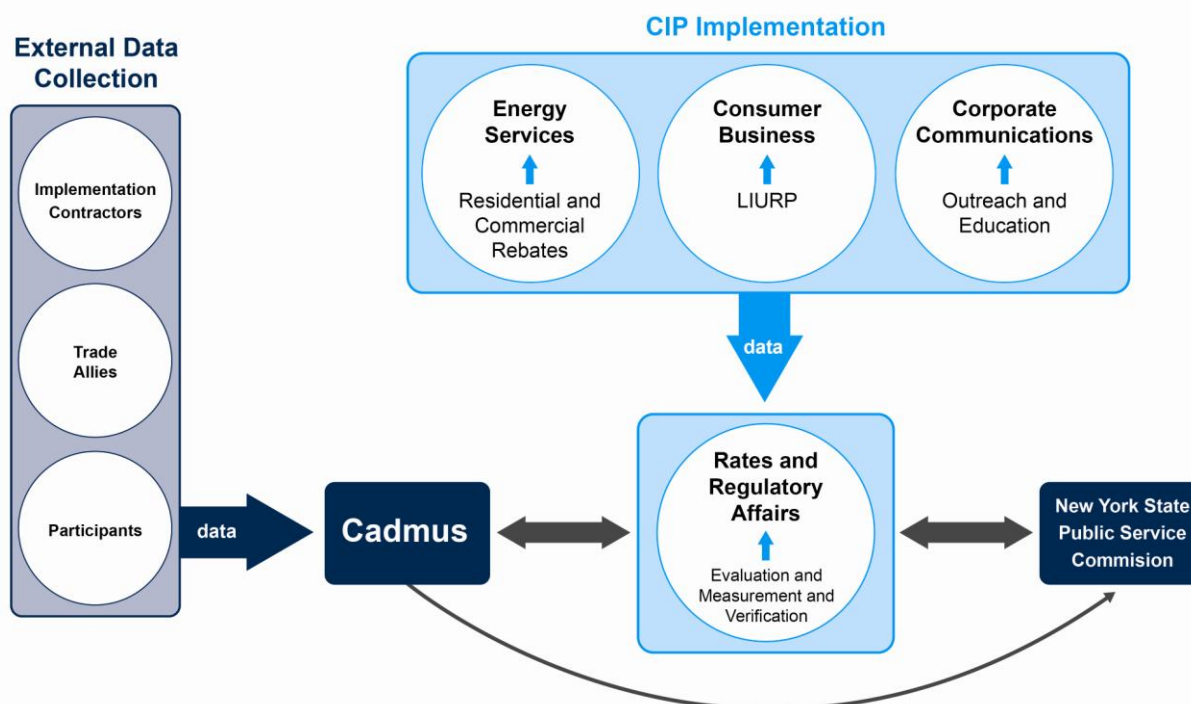 External Data
Collection
Implementation
Contractors
Trade
Allies
Participants
data
CIP Implementation
Energy
Services
Residential and
Commercial
Rebates
Consumer
Business
LIURP
Corporate
Communications
Outreach and
Education
data
Cadmus
Rates and
Regulatory
Affairs
Evaluation and
Measurement and
Verification
New York State
Public Service
Commision